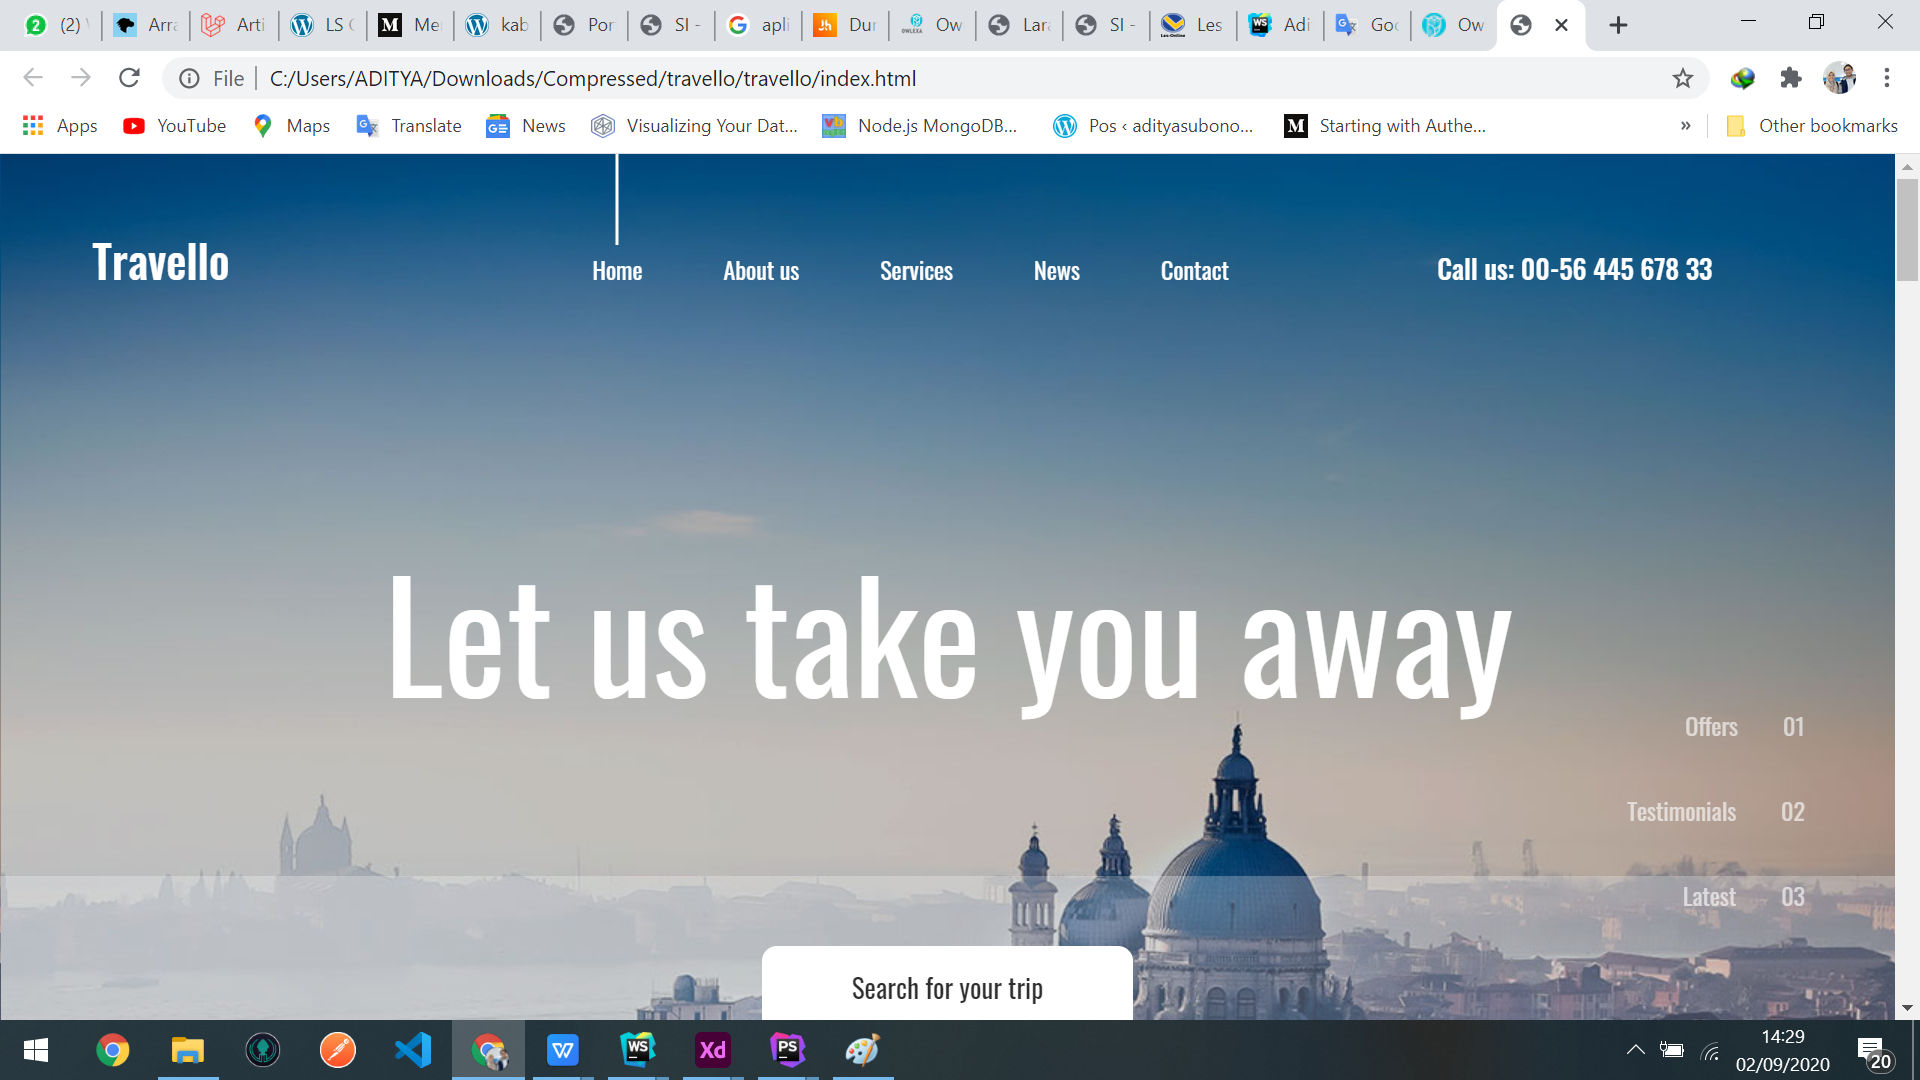 (2) Arra Arti LS C Me kab Por SI - apli Dur Ow Lara SI - Les Adi Goo Ow
File C:/Users/ADITYA/Downloads/Compressed/travello/travello/index.html
Apps YouTube Maps Translate News Visualizing Your Dat... Node.js MongoDB... Pos ‹ adityasubono... Starting with Authe... » Other bookmarks
Travello Home About us Services News Contact Call us: 00-56 445 678 33
Let us take you away
Offers 01
Testimonials 02
Latest 03
Search for your trip
14:29
02/09/2020
20